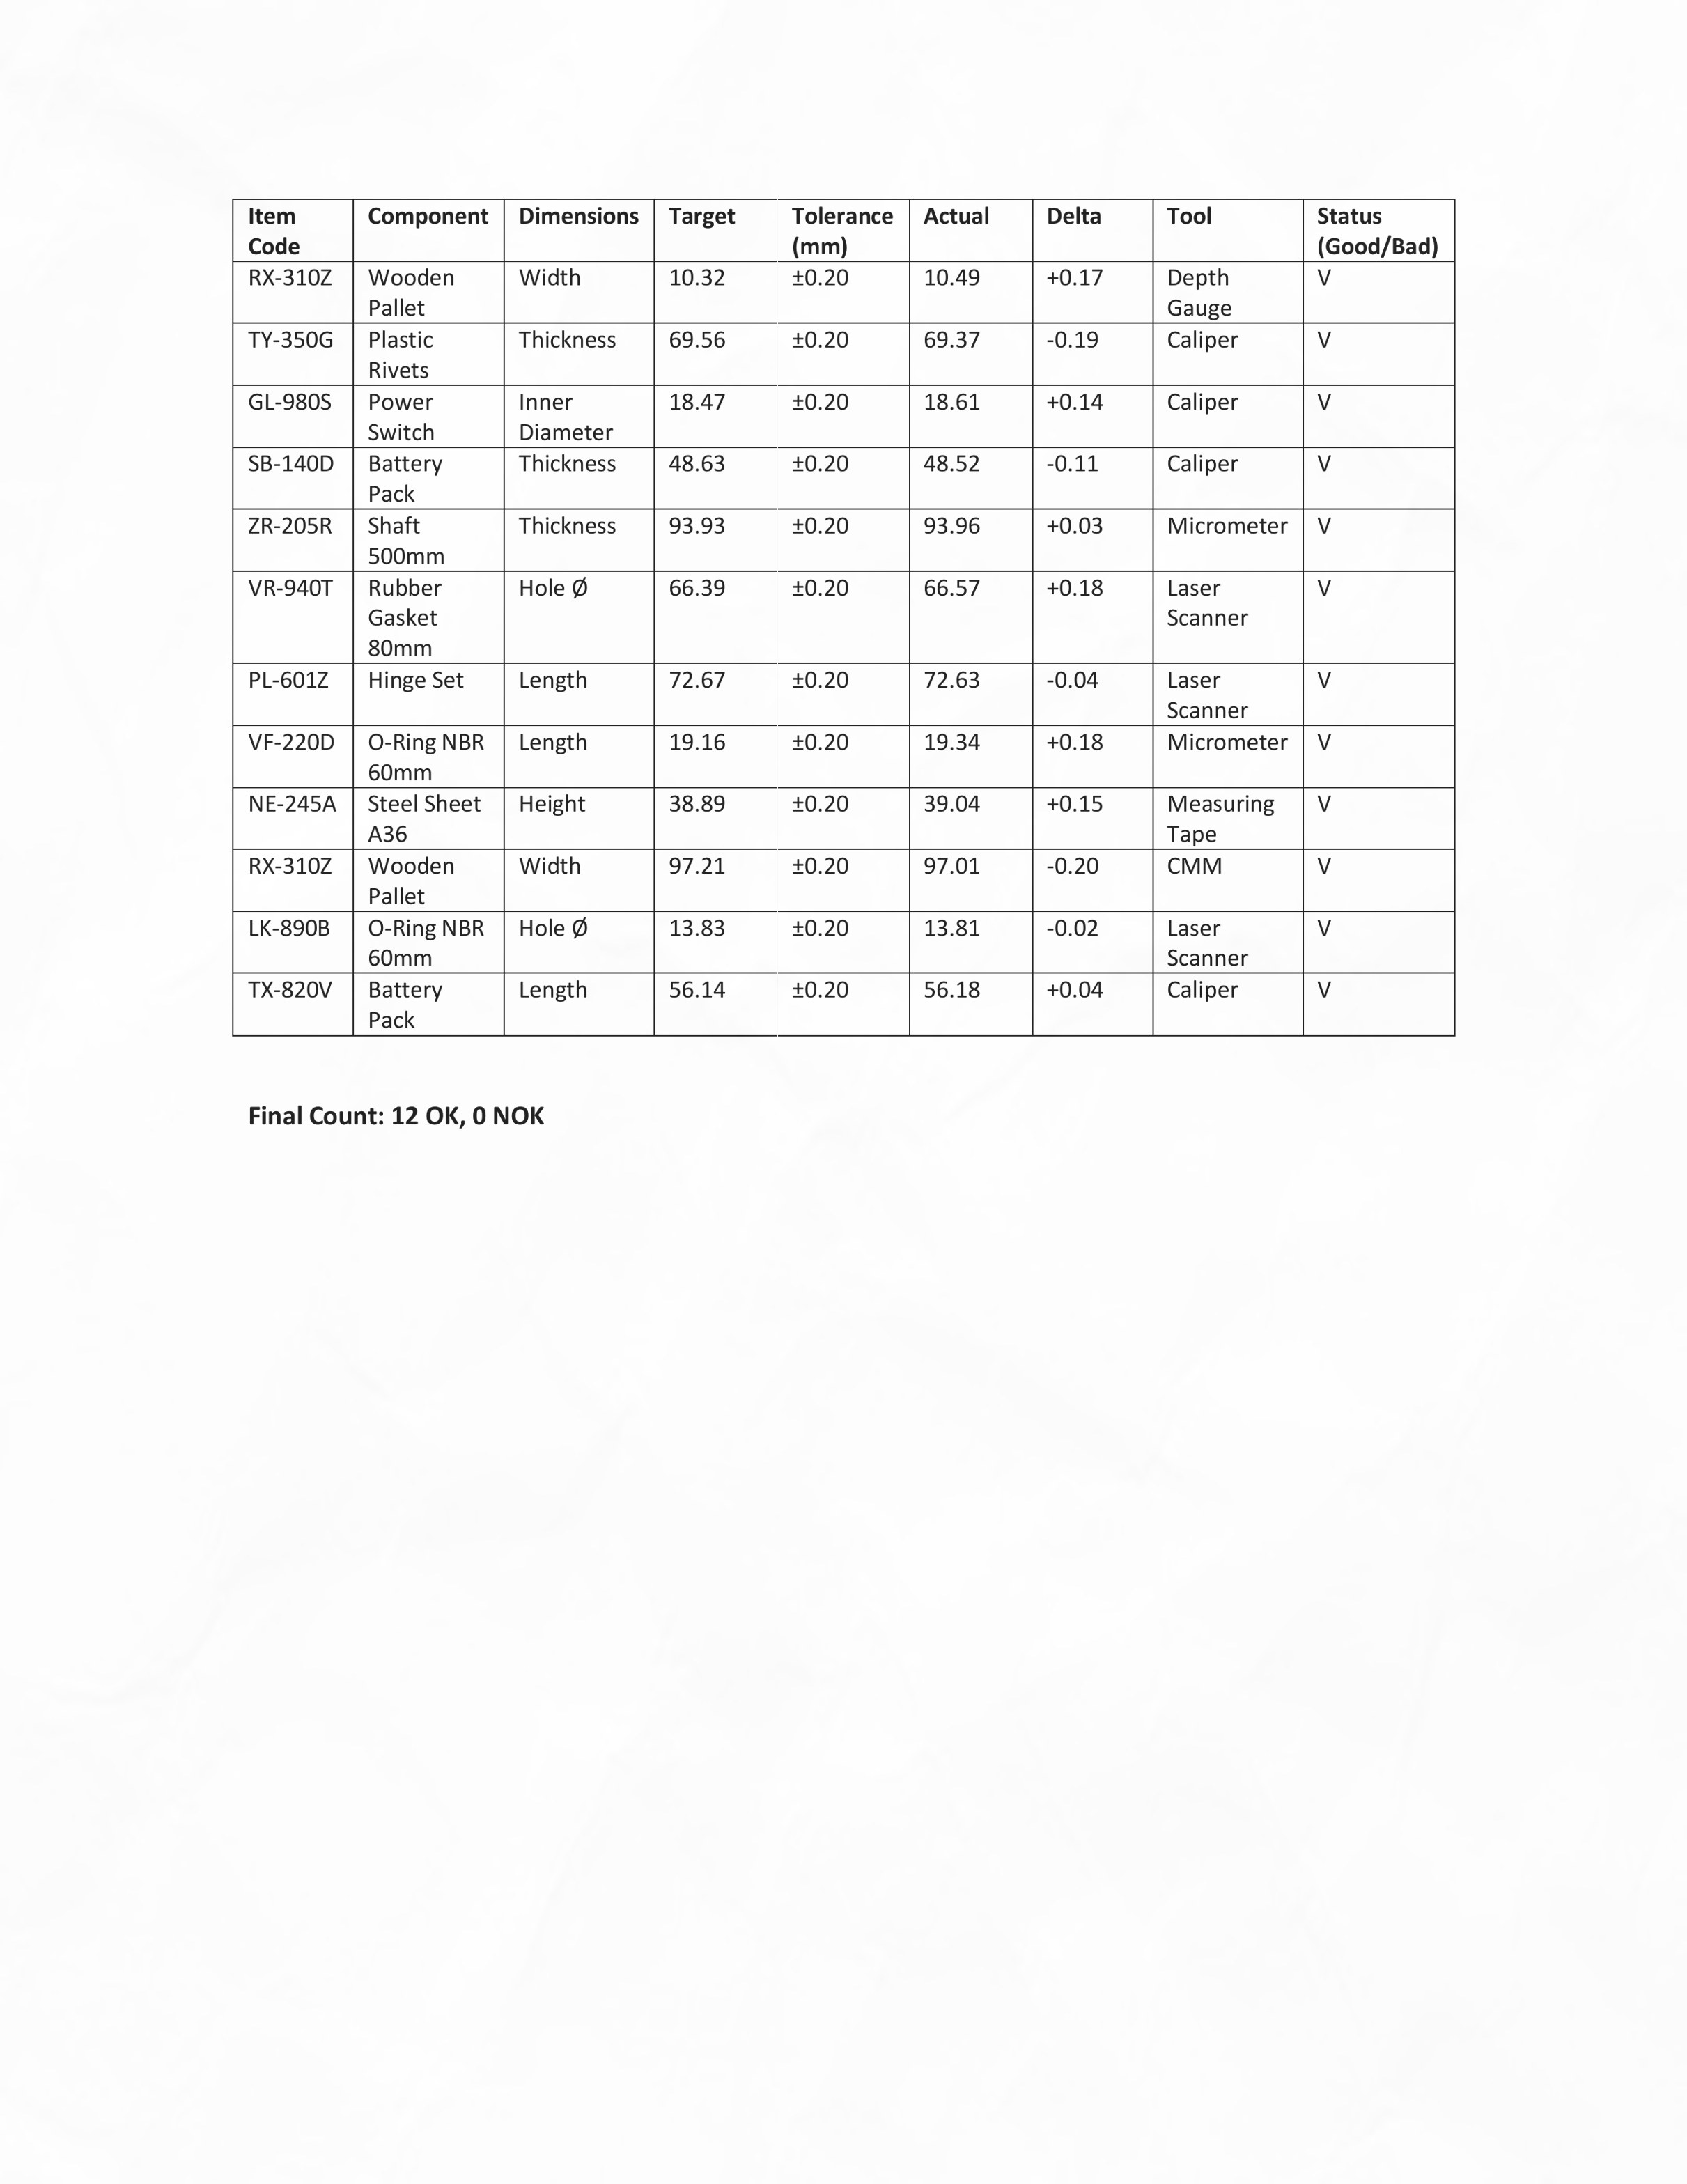 Item Code | Component | Dimensions | Target | Tolerance (mm) | Actual | Delta | Tool | Status (Good/Bad)
RX-310Z | Wooden Pallet | Width | 10.32 | ±0.20 | 10.49 | +0.17 | Depth Gauge | V
TY-350G | Plastic Rivets | Thickness | 69.56 | ±0.20 | 69.37 | -0.19 | Caliper | V
GL-980S | Power Switch | Inner Diameter | 18.47 | ±0.20 | 18.61 | +0.14 | Caliper | V
SB-140D | Battery Pack | Thickness | 48.63 | ±0.20 | 48.52 | -0.11 | Caliper | V
ZR-205R | Shaft 500mm | Thickness | 93.93 | ±0.20 | 93.96 | +0.03 | Micrometer | V
VR-940T | Rubber Gasket 80mm | Hole Ø | 66.39 | ±0.20 | 66.57 | +0.18 | Laser Scanner | V
PL-601Z | Hinge Set | Length | 72.67 | ±0.20 | 72.63 | -0.04 | Laser Scanner | V
VF-220D | O-Ring NBR 60mm | Length | 19.16 | ±0.20 | 19.34 | +0.18 | Micrometer | V
NE-245A | Steel Sheet A36 | Height | 38.89 | ±0.20 | 39.04 | +0.15 | Measuring Tape | V
RX-310Z | Wooden Pallet | Width | 97.21 | ±0.20 | 97.01 | -0.20 | CMM | V
LK-890B | O-Ring NBR 60mm | Hole Ø | 13.83 | ±0.20 | 13.81 | -0.02 | Laser Scanner | V
TX-820V | Battery Pack | Length | 56.14 | ±0.20 | 56.18 | +0.04 | Caliper | V
Final Count: 12 OK, 0 NOK